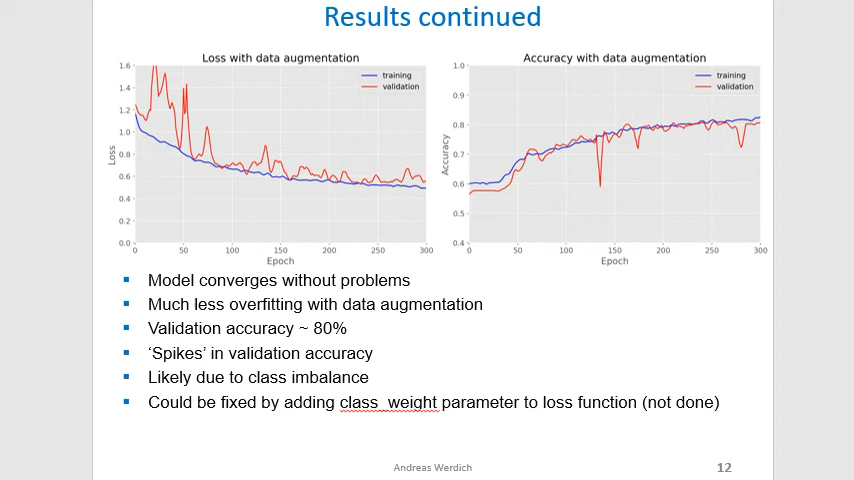 Results continued
Loss with data augmentation
1.6
1.4
1.2
1.0
0.8
0.6
0.4
0.2
0.0
0 50 100 150 200 250 300
Loss
Epoch
training
validation
Accuracy with data augmentation
1.0
0.9
0.8
0.7
0.6
0.5
0.4
0 50 100 150 200 250 300
Accuracy
Epoch
training
validation
Model converges without problems
Much less overfitting with data augmentation
Validation accuracy ~ 80%
‘Spikes’ in validation accuracy
Likely due to class imbalance
Could be fixed by adding class_weight parameter to loss function (not done)
Andreas Werdich
12